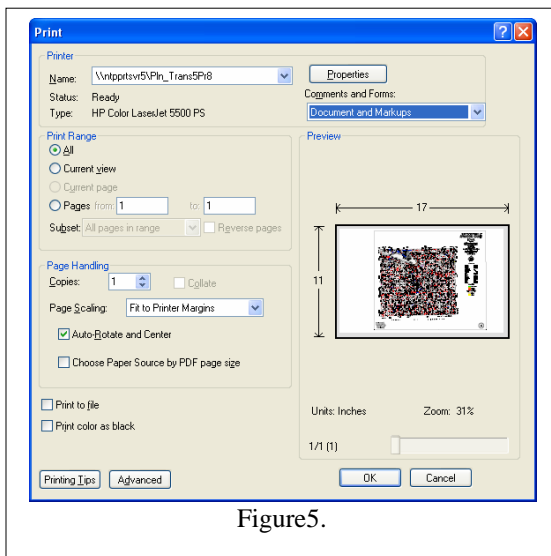 Print
Printer
Name: \\ntpprtsvr5\Pln_Trans5Pr8 Properties
Status: Ready Comments and Forms:
Type: HP Color LaserJet 5500 PS Document and Markups
Print Range
All
Current view
Current page
Pages from: 1 to: 1
Subset: All pages in range Reverse pages
Preview
17
11
Page Handling
Copies: 1 Collate
Page Scaling: Fit to Printer Margins
Auto-Rotate and Center
Choose Paper Source by PDF page size
Print to file
Print color as black
Units: Inches Zoom: 31%
1/1 (1)
Printing Tips Advanced OK Cancel
Figure5.